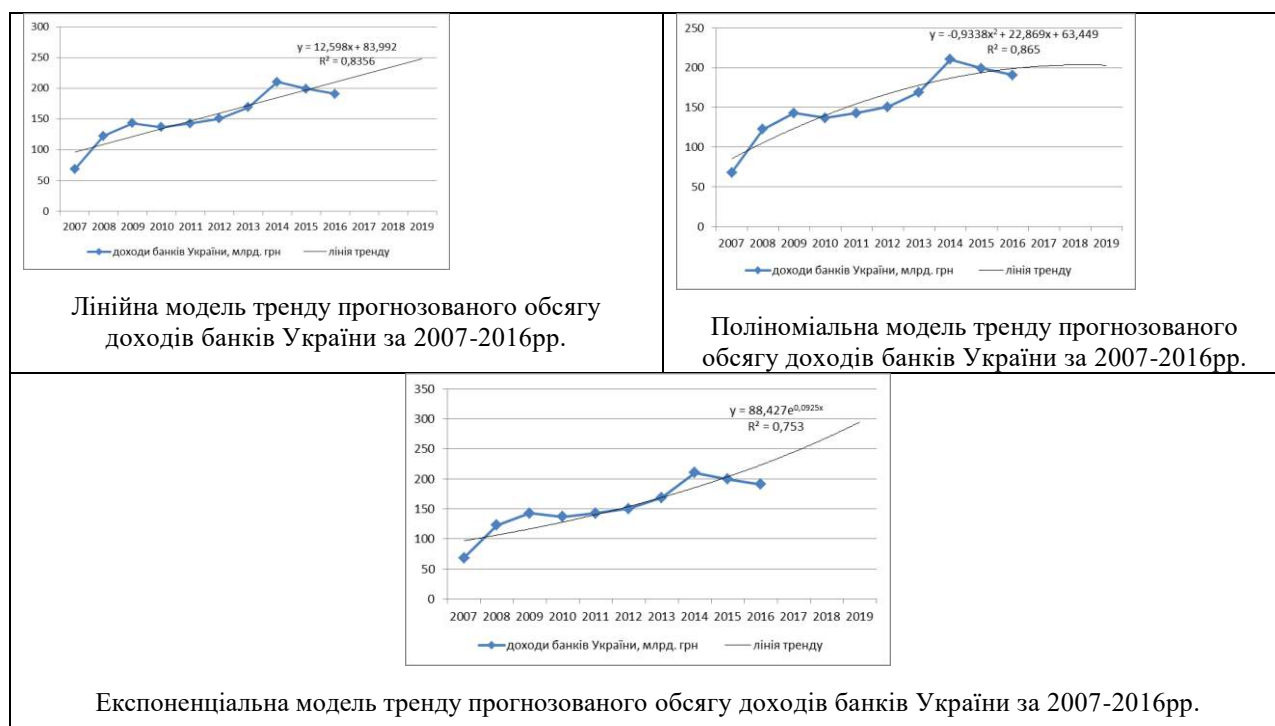 300
250
200
150
100
50
0
y = 12,598x + 83,992
R² = 0,8356
2007 2008 2009 2010 2011 2012 2013 2014 2015 2016 2017 2018 2019
доходи банків України, млрд. грн лінія тренду
Лінійна модель тренду прогнозованого обсягу
доходів банків України за 2007-2016рр.
250
200
150
100
50
0
y = -0,9338x² + 22,869x + 63,449
R² = 0,865
2007 2008 2009 2010 2011 2012 2013 2014 2015 2016 2017 2018 2019
доходи банків України, млрд. грн лінія тренду
Поліноміальна модель тренду прогнозованого
обсягу доходів банків України за 2007-2016рр.
350
300
250
200
150
100
50
0
y = 88,427e^0,0925x
R² = 0,753
2007 2008 2009 2010 2011 2012 2013 2014 2015 2016 2017 2018 2019
доходи банків України, млрд. грн лінія тренду
Експоненціальна модель тренду прогнозованого обсягу доходів банків України за 2007-2016рр.